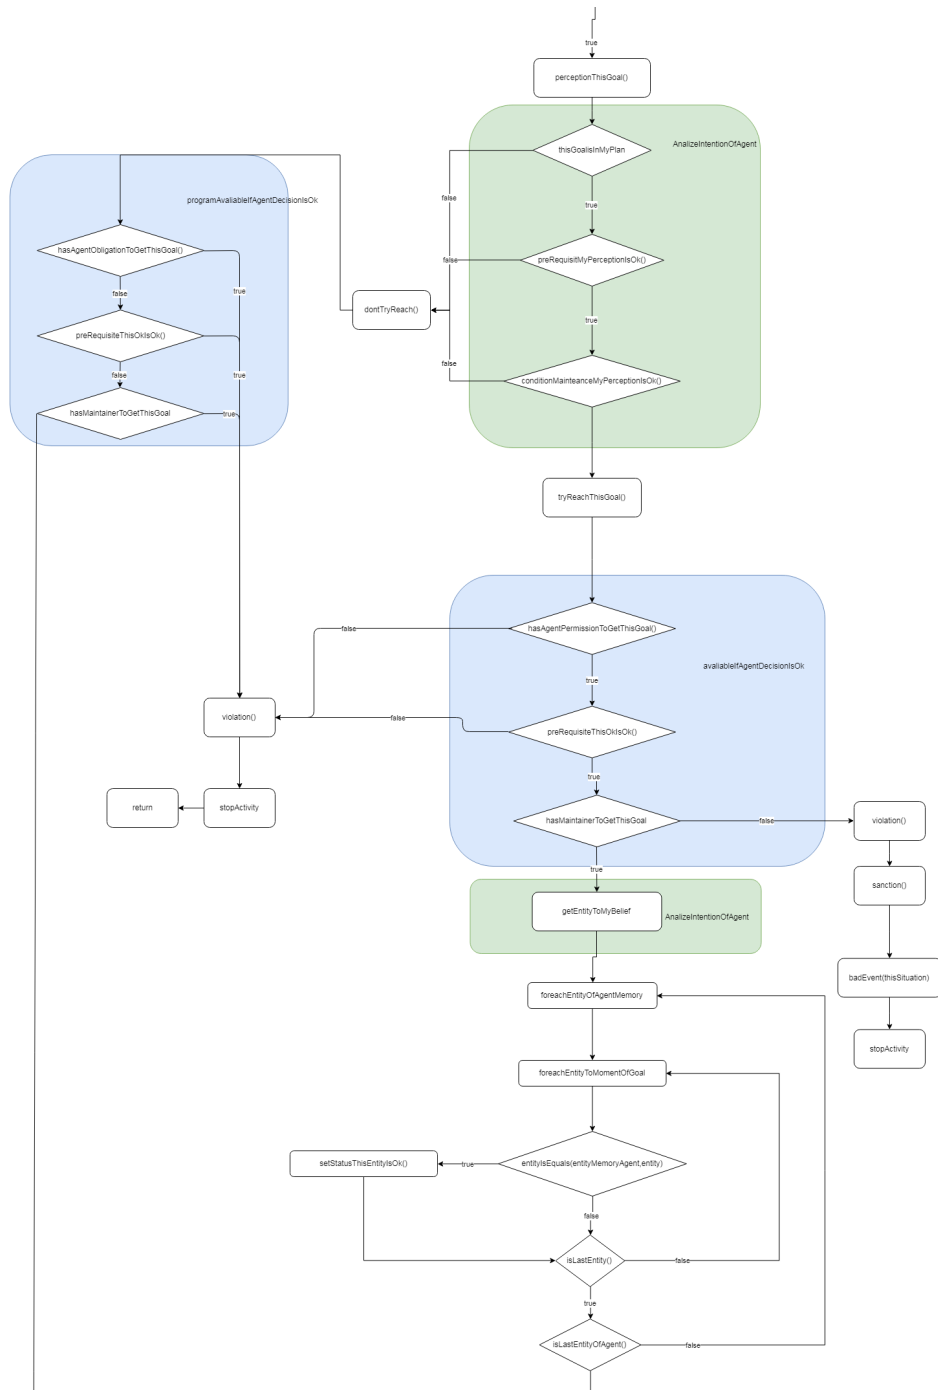 true
perceptionThisGoal()
AnalizeIntentionOfAgent
thisGoalisInMyPlan
false
true
programAvaliableIfAgentDecisionIsOk
hasAgentObligationToGetThisGoal()
false
true
preRequisitMyPerceptionIsOk()
false
dontTryReach()
true
preRequisiteThisOkIsOk()
false
true
false
conditionMainteanceMyPerceptionIsOk()
hasMaintainerToGetThisGoal
true
tryReachThisGoal()
hasAgentPermissionToGetThisGoal()
false
avaliableIfAgentDecisionIsOk
true
violation()
false
preRequisiteThisOkIsOk()
true
return
stopActivity
hasMaintainerToGetThisGoal
false
violation()
true
sanction()
getEntityToMyBelief
AnalizeIntentionOfAgent
badEvent(thisSituation)
foreachEntityOfAgentMemory
stopActivity
foreachEntityToMomentOfGoal
setStatusThisEntityIsOk()
true
entityIsEquals(entityMemoryAgent,entity)
false
isLastEntity()
false
true
isLastEntityOfAgent()
false